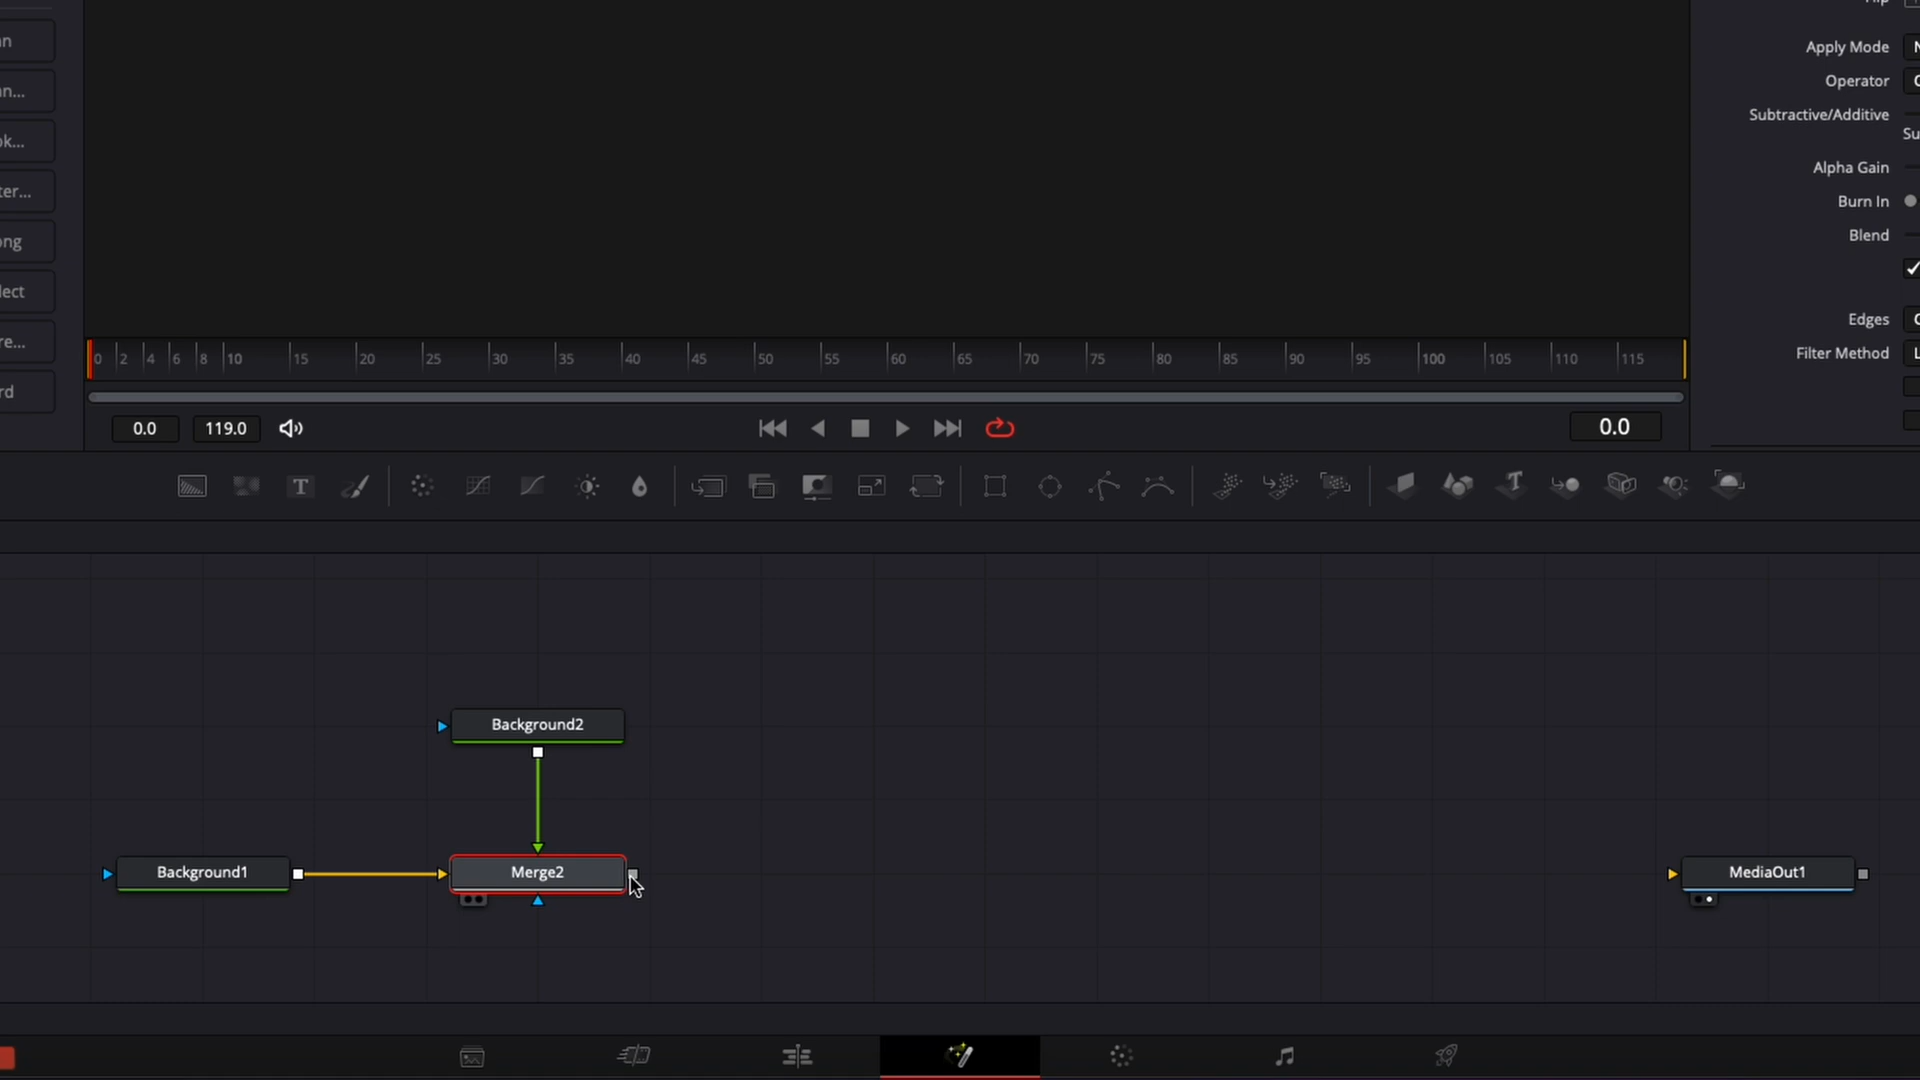 n
Apply Mode
n...
Operator
Subtractive/Additive
Su
ok...
Alpha Gain
ter...
Burn In
ong
Blend
lect
Edges
re...
Filter Method
0 2 4 6 8 10 15 20 25 30 35 40 45 50 55 60 65 70 75 80 85 90 95 100 105 110 115
rd
0.0 119.0 0.0
T
Background2
Background1 Merge2 MediaOut1